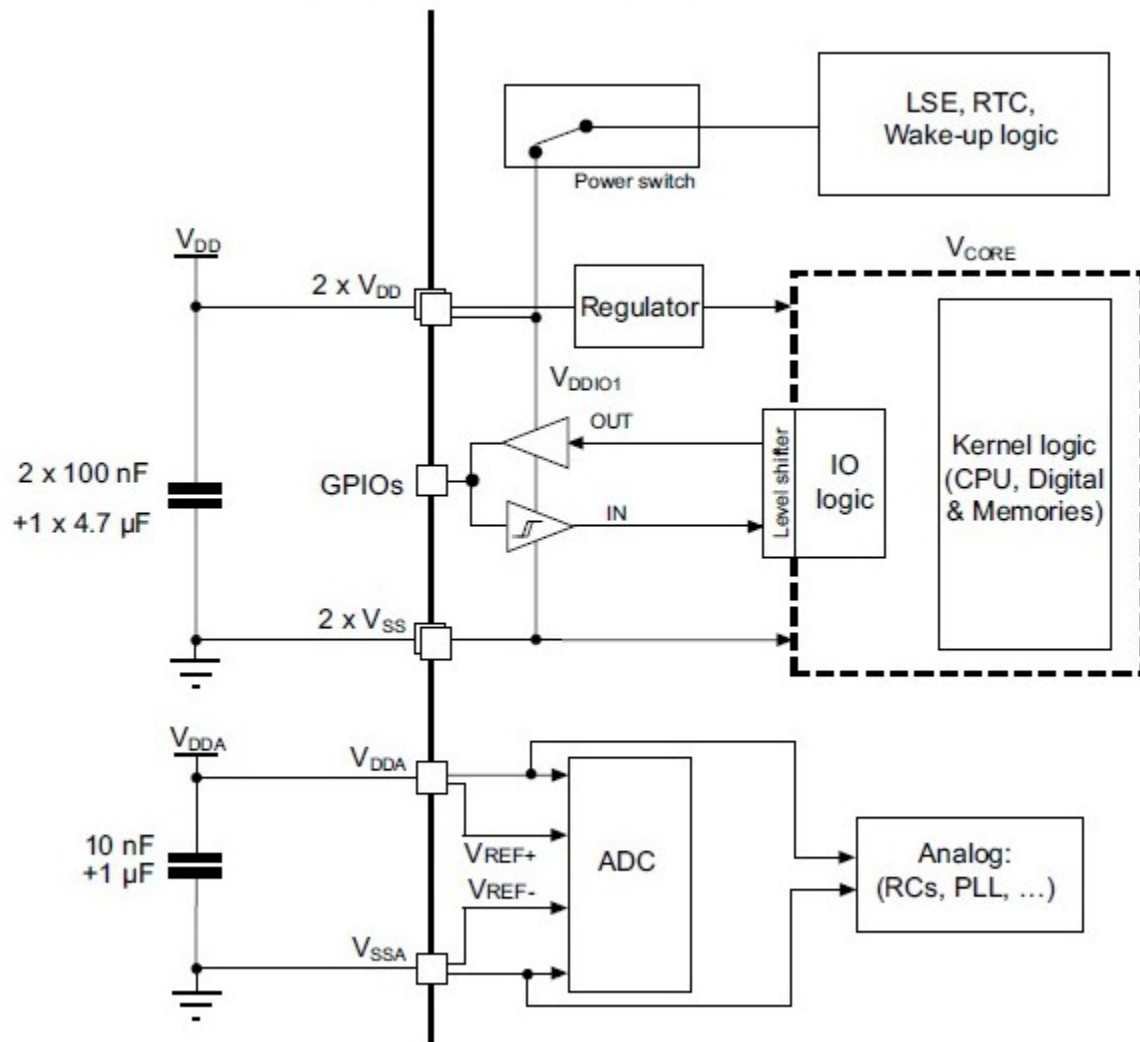 LSE, RTC,
Wake-up logic
Power switch
VDD
VCORE
2 x VDD
Regulator
VDDIO1
OUT
2 x 100 nF
+1 x 4.7 µF
GPIOs
Level shifter
IO
logic
Kernel logic
(CPU, Digital
& Memories)
IN
2 x VSS
VDDA
VDDA
10 nF
+1 µF
VREF+
VREF-
ADC
Analog:
(RCs, PLL, …)
VSSA